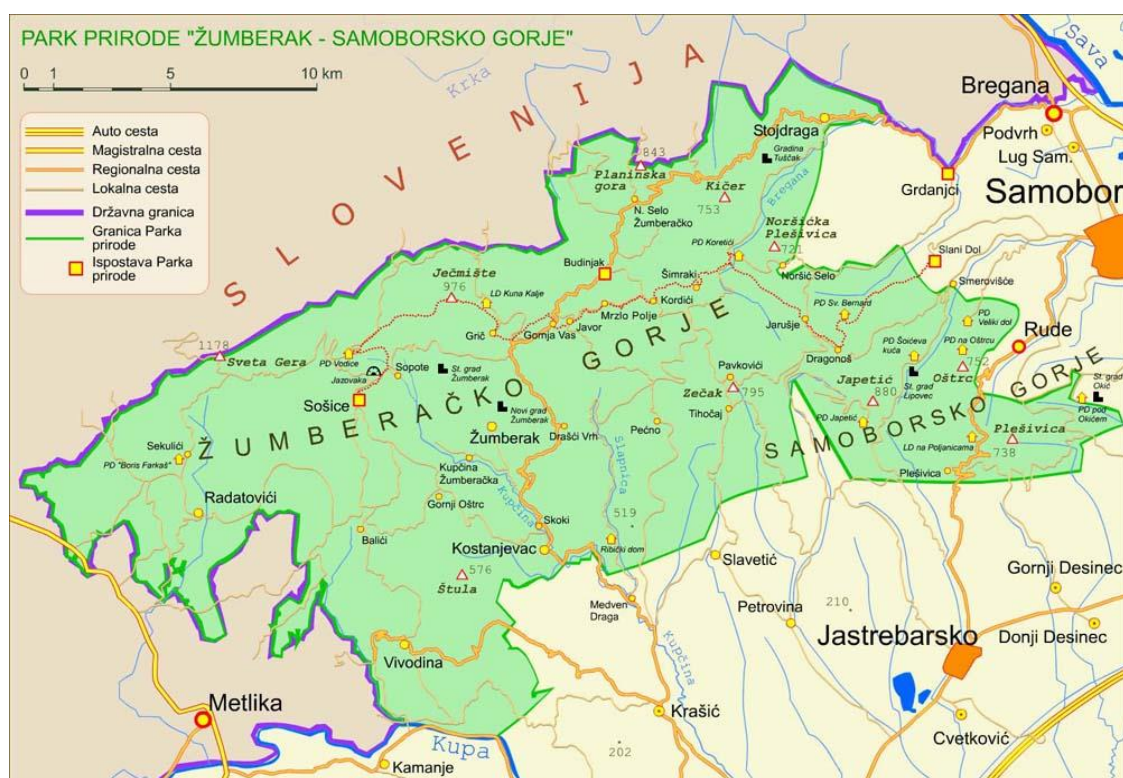 PARK PRIRODE "ŽUMBERAK - SAMOBORSKO GORJE"
0 1 5 10 km
Auto cesta
Magistralna cesta
Regionalna cesta
Lokalna cesta
Državna granica
Granica Parka
prirode
Ispostava Parka
prirode
SLOVENIJA
Krka
Sava
Bregana
Podvrh
Lug Sam.
Stojdraga
Gradina
Tuščak
Grdanjci
Samobor
843
Planinska
gora
Kičer
753
Bregana
N. Selo
Žumberačko
Noršićka
Plešivica
721
PD Koretići
Slani Dol
Budinjak
Ječmište
976
LD Kuna Kalje
Šimraki
Noršić Selo
Smerovišće
Kordići
Mrzlo Polje
Javor
Gornja Vas
Grič
PD Sv. Bernard
Jarušje
PD
Veliki dol
Rude
1178
Sveta Gera
PD Vodice
Jazovaka
Sopote
St. grad
Žumberak
Dragonoš
PD Šoićeva
kuća
PD na Oštrcu
752
Oštrc
St. grad
Lipovec
St. grad
Okić
Pavkovići
Zečak
795
Japetić
880
Sošice
Novi grad
Žumberak
Tihočaj
PD Japetić
PD pod
Okićem
ŽUMBERAČKO GORJE
SAMOBORSKO GORJE
Žumberak
Drašći Vrh
Pećno
Slapnica
LD na Poljanicama
Plešivica
738
Plešivica
Sekulići
PD "Boris Farkaš"
Kupčina
Žumberačka
Kupčina
Gornji Oštrc
Radatovići
Balići
Skoki
519
Kostanjevac
Ribički dom
Slavetić
576
Štula
Gornji Desinec
Medven
Draga
Petrovina
210
Donji Desinec
Jastrebarsko
Kupčina
Vivodina
Metlika
Krašić
Cvetković
Kupa
202
Kamanje